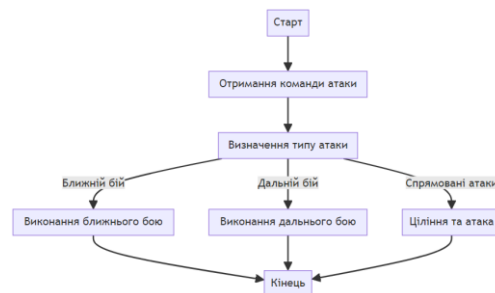 Старт
Отримання команди атаки
Визначення типу атаки
Ближній бій
Дальній бій
Спрямовані атаки
Виконання ближнього бою
Виконання дальнього бою
Ціління та атака
Кінець